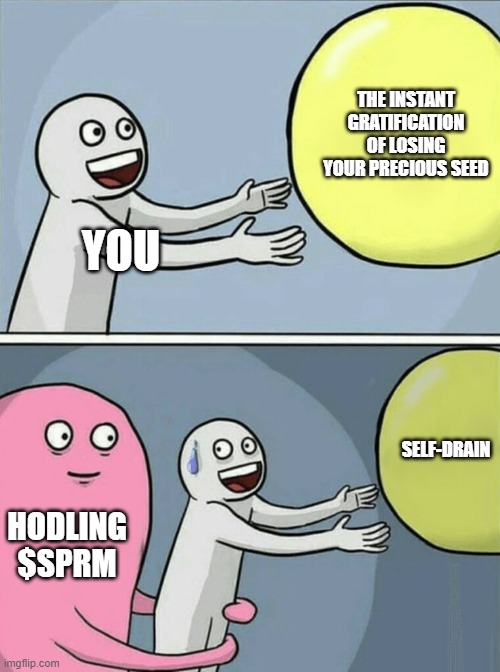 THE INSTANT
GRATIFICATION
OF LOSING
YOUR PRECIOUS SEED
YOU
SELF-DRAIN
HODLING
$SPRM
imgflip.com